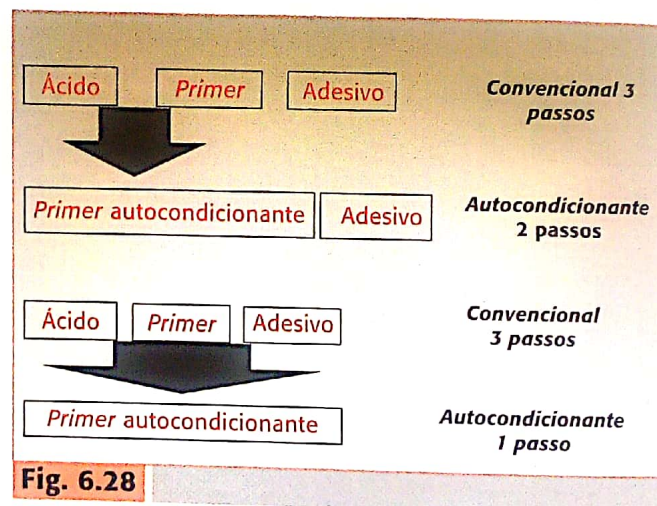 Ácido Primer Adesivo Convencional 3
passos
Primer autocondicionante Adesivo Autocondicionante
2 passos
Ácido Primer Adesivo Convencional
3 passos
Primer autocondicionante Autocondicionante
1 passo
Fig. 6.28